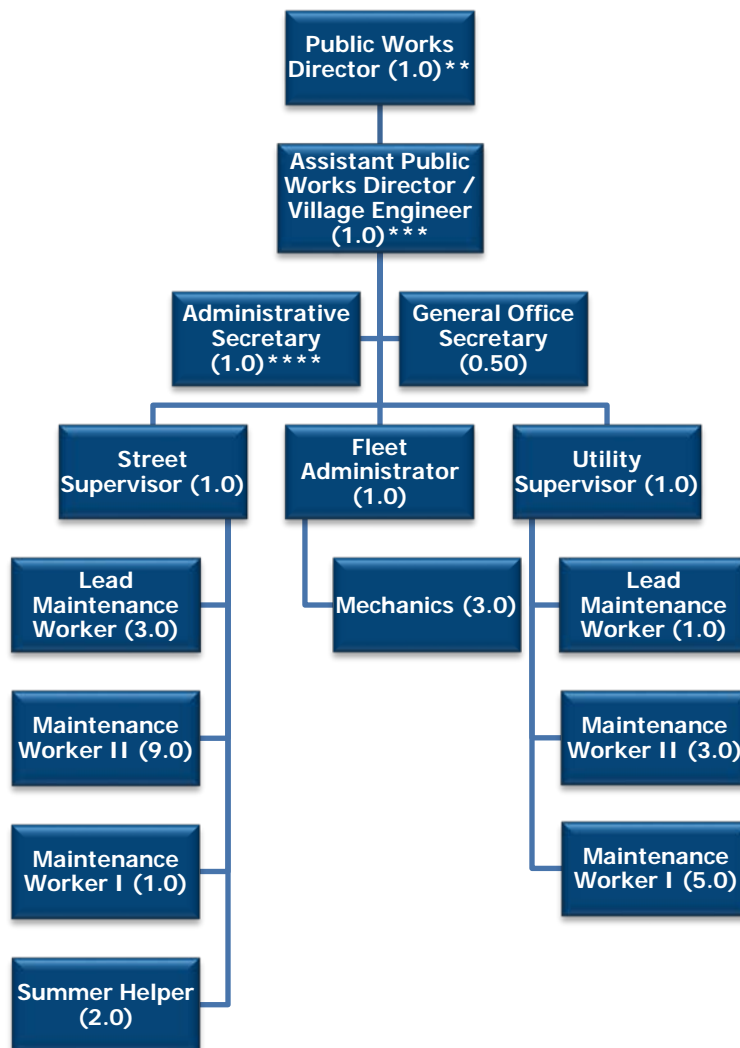 Public Works
Director (1.0)**
Assistant Public
Works Director /
Village Engineer
(1.0)***
Administrative
Secretary
(1.0)****
General Office
Secretary
(0.50)
Street
Supervisor (1.0)
Fleet
Administrator
(1.0)
Utility
Supervisor (1.0)
Lead
Maintenance
Worker (3.0)
Mechanics (3.0)
Lead
Maintenance
Worker (1.0)
Maintenance
Worker II (9.0)
Maintenance
Worker II (3.0)
Maintenance
Worker I (1.0)
Maintenance
Worker I (5.0)
Summer Helper
(2.0)